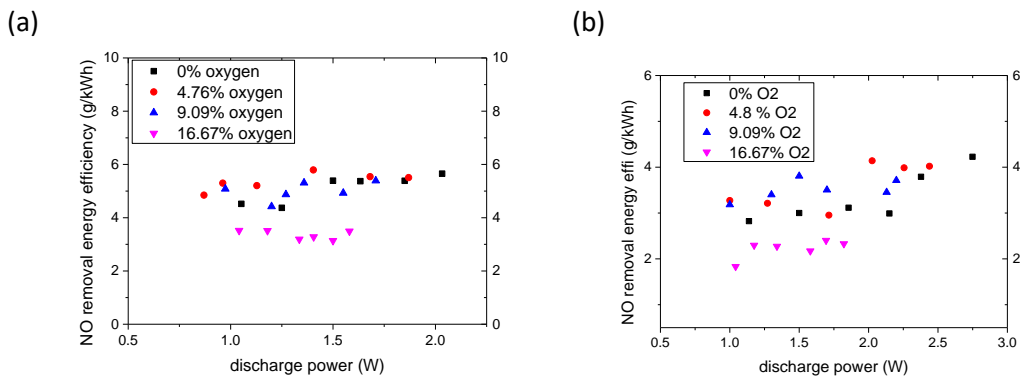 (a)
(b)
0% oxygen
4.76% oxygen
9.09% oxygen
16.67% oxygen
NO removal energy efficiency (g/kWh)
10
8
6
4
2
0
10
8
6
4
2
0
0.5
1.0
1.5
2.0
discharge power (W)
0% O2
4.8 % O2
9.09% O2
16.67% O2
NO removal energy effi (g/kWh)
6
4
2
6
4
2
0.5
1.0
1.5
2.0
2.5
3.0
discharge power (W)